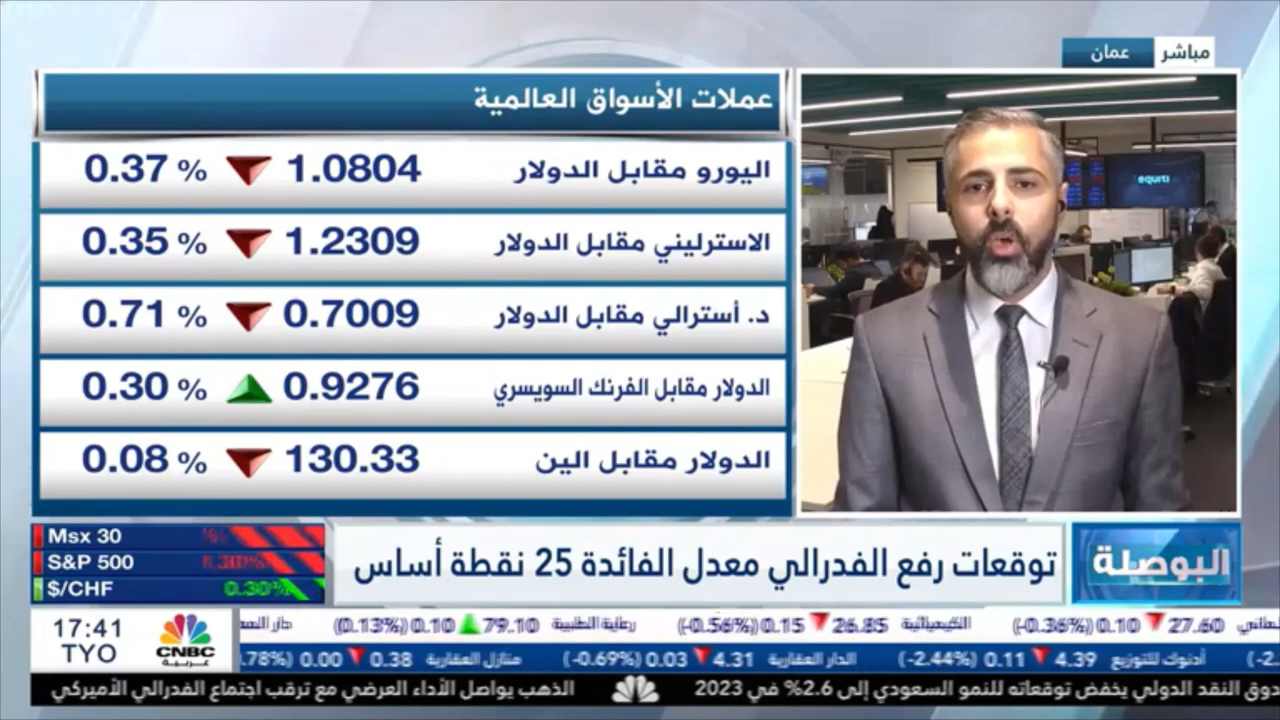 مباشر عمان
عملات الأسواق العالمية
اليورو مقابل الدولار 1.0804 ▼ 0.37 %
الاسترليني مقابل الدولار 1.2309 ▼ 0.35 %
د. أسترالي مقابل الدولار 0.7009 ▼ 0.71 %
الدولار مقابل الفرنك السويسري 0.9276 ▲ 0.30 %
الدولار مقابل الين 130.33 ▼ 0.08 %
equiti
البوصلة
توقعات رفع الفدرالي معدل الفائدة 25 نقطة أساس
Msx 30
S&P 500
$/CHF 0.30%
17:41
TYO
CNBC
عربية
27.60 ▼ 0.10 (-0.36%) الكيميائية 26.85 ▼ 0.15 (-0.56%) رعاية الطبية 79.10 ▲ 0.10 (0.13%) دار
أدنوك للتوزيع 4.39 ▼ 0.11 (-2.44%) الدار العقارية 4.31 ▼ 0.03 (-0.69%) منازل العقارية 0.38 ▼ 0.00 .78%)
دوق النقد الدولي يخفض توقعاته للنمو السعودي إلى 2.6% في 2023 الذهب يواصل الأداء العرضي مع ترقب اجتماع الفدرالي الأميركي